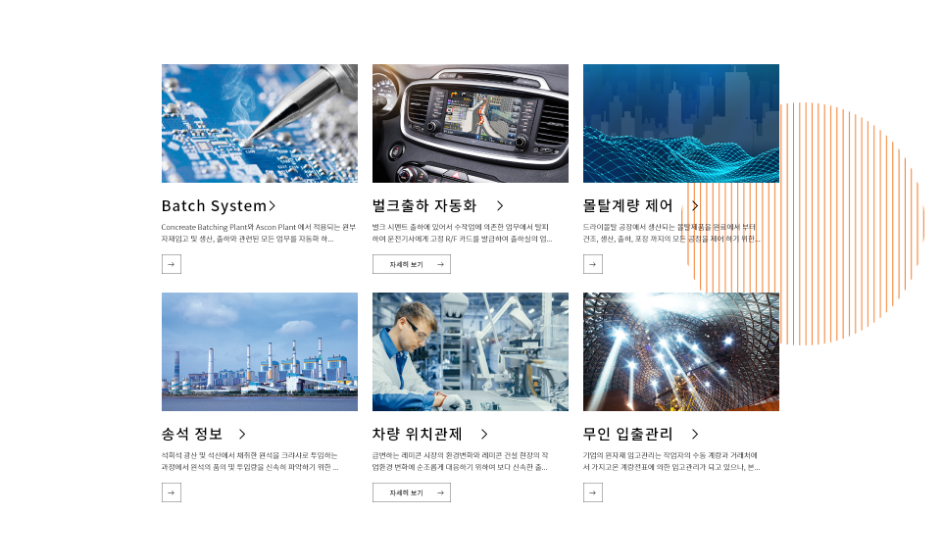 Batch System
Concreate Batching Plant와 Ascon Plant 에서 적용되는 원부
자재입고 및 생산, 출하와 관련된 모든 업무를 자동화 하...
벌크출하 자동화
벌크 시멘트 출하에 있어서 수작업에 의존한 업무에서 탈피
하여 운전기사에게 고정 R/F 카드를 발급하여 출하실의 업...
자세히 보기
몰탈계량 제어
드라이몰탈 공장에서 생산되는 몰탈제품을 원료에서 부터
건조, 생산, 출하, 포장 까지의 모든 공정을 제어 하기 위한...
송석 정보
석회석 광산 및 석산에서 채취한 원석을 크라샤로 투입하는
과정에서 원석의 품의 및 투입량을 신속히 파악하기 위한 ...
차량 위치관제
급변하는 레미콘 시장의 환경변화와 레미콘 건설 현장의 작
업환경 변화에 순조롭게 대응하기 위하여 보다 신속한 출...
자세히 보기
무인 입출관리
기업의 원자재 입고관리는 작업자의 수동 계량과 거래처에
서 가지고온 계량전표에 의한 입고관리가 되고 있으나, 본...